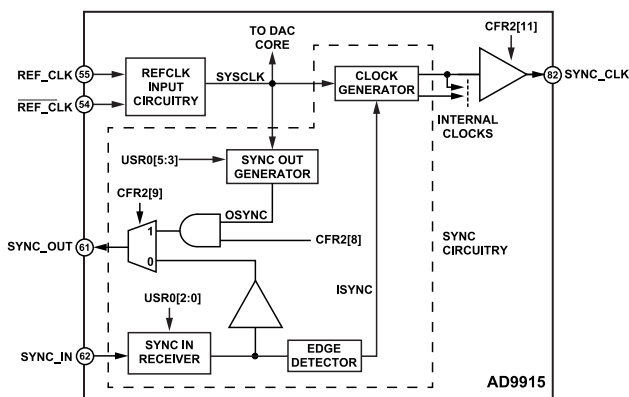 CFR2[11]
TO DAC
CORE
REF_CLK
55
REFCLK
INPUT
CIRCUITRY
SYSCLK
CLOCK
GENERATOR
82
SYNC_CLK
REF_CLK
54
INTERNAL
CLOCKS
USR0[5:3]
SYNC OUT
GENERATOR
CFR2[9]
OSYNC
1
SYNC_OUT
61
CFR2[8]
SYNC
CIRCUITRY
0
ISYNC
USR0[2:0]
SYNC_IN
62
SYNC IN
RECEIVER
EDGE
DETECTOR
AD9915